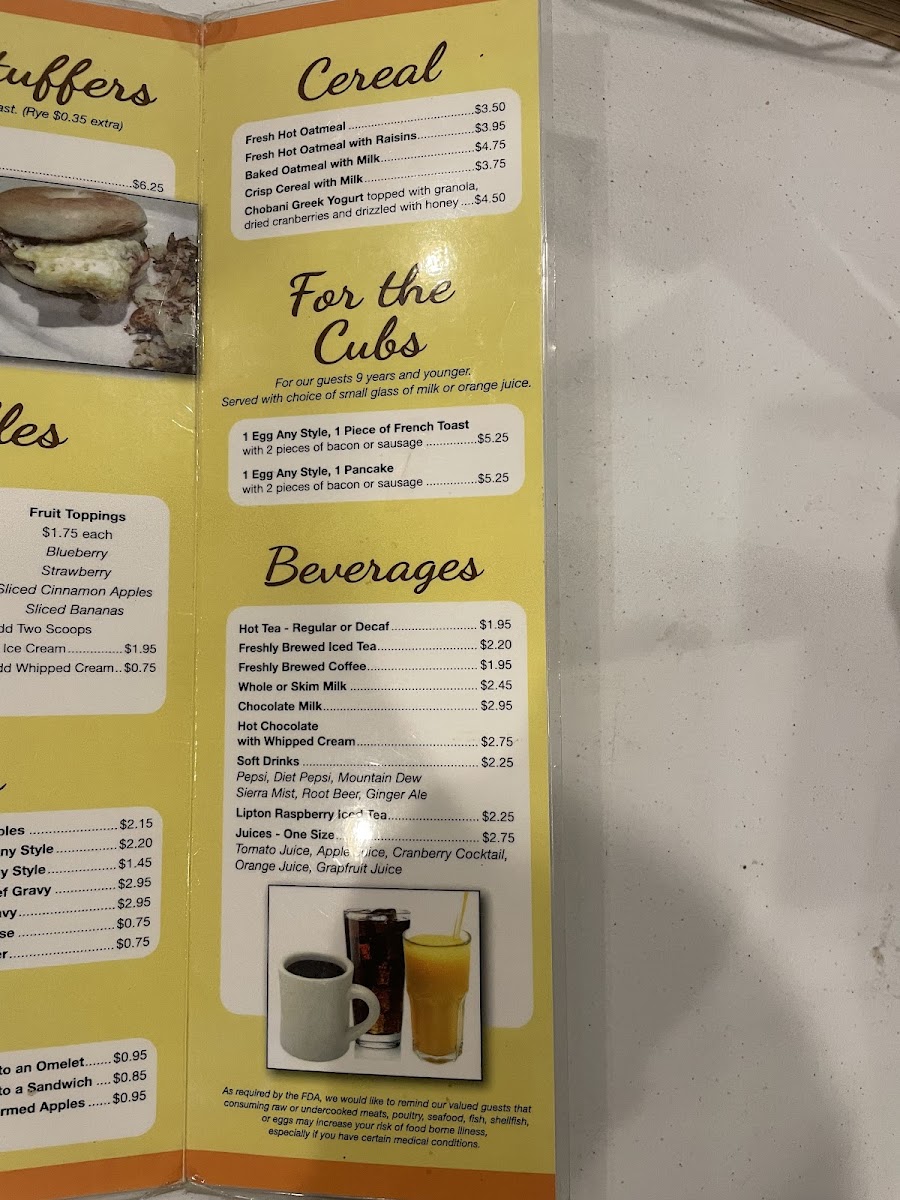 tuffers
ast. (Rye $0.35 extra)
$6.25
les
Fruit Toppings
$1.75 each
Blueberry
Strawberry
Sliced Cinnamon Apples
Sliced Bananas
dd Two Scoops
Ice Cream..............$1.95
dd Whipped Cream..$0.75
ples ......................$2.15
ny Style................$2.20
y Style..................$1.45
ef Gravy ...............$2.95
avy........................$2.95
se .........................$0.75
er..........................$0.75
to an Omelet.......$0.95
to a Sandwich ....$0.85
rmed Apples ......$0.95
Cereal
Fresh Hot Oatmeal ..............................$3.50
Fresh Hot Oatmeal with Raisins..............$3.95
Baked Oatmeal with Milk.......................$4.75
Crisp Cereal with Milk...........................$3.75
Chobani Greek Yogurt topped with granola,
dried cranberries and drizzled with honey ....$4.50
For the
Cubs
For our guests 9 years and younger.
Served with choice of small glass of milk or orange juice.
1 Egg Any Style, 1 Piece of French Toast
with 2 pieces of bacon or sausage ..............$5.25
1 Egg Any Style, 1 Pancake
with 2 pieces of bacon or sausage ..............$5.25
Beverages
Hot Tea - Regular or Decaf......................... $1.95
Freshly Brewed Iced Tea............................. $2.20
Freshly Brewed Coffee................................ $1.95
Whole or Skim Milk .................................... $2.45
Chocolate Milk............................................ $2.95
Hot Chocolate
with Whipped Cream................................... $2.75
Soft Drinks .................................................. $2.25
Pepsi, Diet Pepsi, Mountain Dew
Sierra Mist, Root Beer, Ginger Ale
Lipton Raspberry Iced Tea.......................... $2.25
Juices - One Size......................................... $2.75
Tomato Juice, Apple Juice, Cranberry Cocktail,
Orange Juice, Grapfruit Juice
As required by the FDA, we would like to remind our valued guests that
consuming raw or undercooked meats, poultry, seafood, fish, shellfish,
or eggs may increase your risk of food borne illness,
especially if you have certain medical conditions.